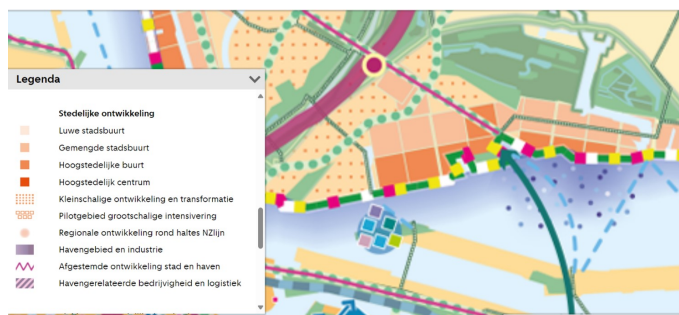 Legenda
Stedelijke ontwikkeling
Luwe stadsbuurt
Gemengde stadsbuurt
Hoogstedelijke buurt
Hoogstedelijk centrum
Kleinschalige ontwikkeling en transformatie
Pilotgebied grootschalige intensivering
Regionale ontwikkeling rond haltes NZlijn
Havengebied en industrie
Afgestemde ontwikkeling stad en haven
Havengerelateerde bedrijvigheid en logistiek